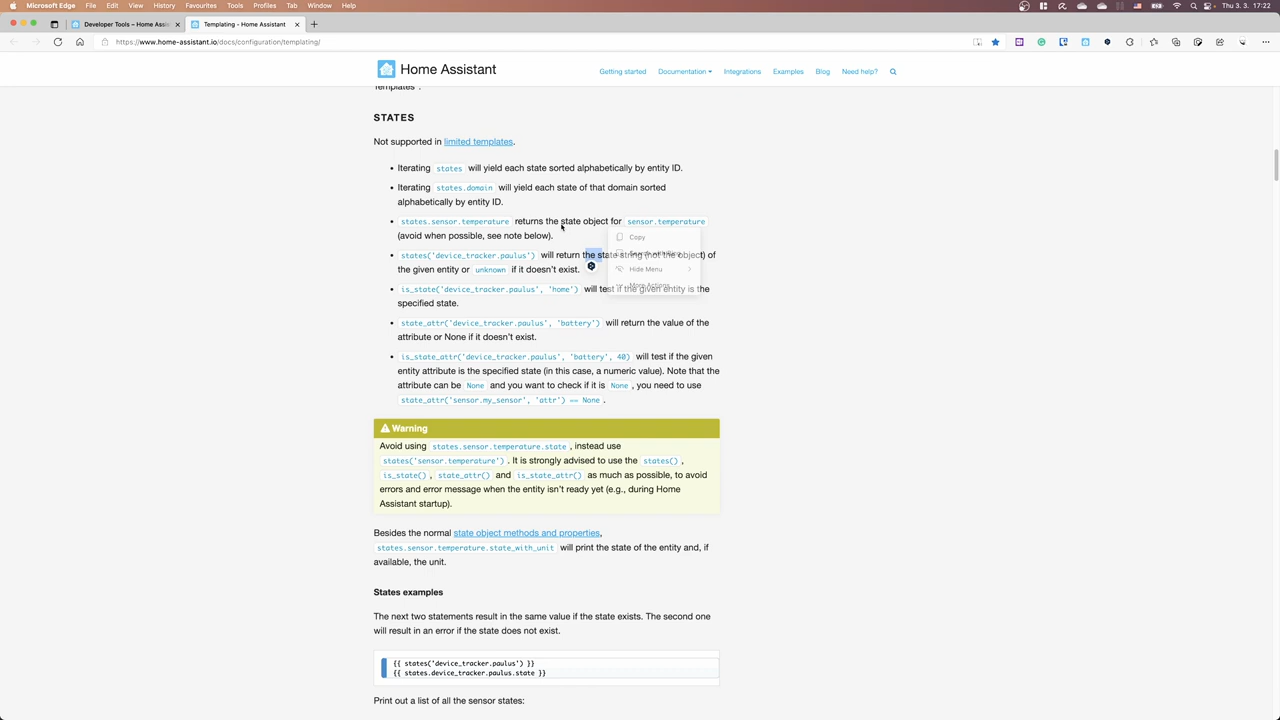 Microsoft Edge File Edit View History Favourites Tools Profiles Tab Window Help Thu 3. 3. 17:22
Developer Tools – Home Assis
Templating - Home Assistant
https://www.home-assistant.io/docs/configuration/templating/
Home Assistant
Getting started Documentation Integrations Examples Blog Need help?
Templates".
STATES
Not supported in limited templates.
• Iterating states will yield each state sorted alphabetically by entity ID.
• Iterating states.domain will yield each state of that domain sorted
alphabetically by entity ID.
• states.sensor.temperature returns the state object for sensor.temperature
(avoid when possible, see note below).
Copy
• states('device_tracker.paulus') will return the state string (not the object) of
the given entity or unknown if it doesn't exist.
Hide Menu
More Actions
• is_state('device_tracker.paulus', 'home') will test if the given entity is the
specified state.
• state_attr('device_tracker.paulus', 'battery') will return the value of the
attribute or None if it doesn't exist.
• is_state_attr('device_tracker.paulus', 'battery', 40) will test if the given
entity attribute is the specified state (in this case, a numeric value). Note that the
attribute can be None and you want to check if it is None , you need to use
state_attr('sensor.my_sensor', 'attr') == None .
Warning
Avoid using states.sensor.temperature.state , instead use
states('sensor.temperature') . It is strongly advised to use the states() ,
is_state() , state_attr() and is_state_attr() as much as possible, to avoid
errors and error message when the entity isn't ready yet (e.g., during Home
Assistant startup).
Besides the normal state object methods and properties,
states.sensor.temperature.state_with_unit will print the state of the entity and, if
available, the unit.
States examples
The next two statements result in the same value if the state exists. The second one
will result in an error if the state does not exist.
{{ states('device_tracker.paulus') }}
{{ states.device_tracker.paulus.state }}
Print out a list of all the sensor states: